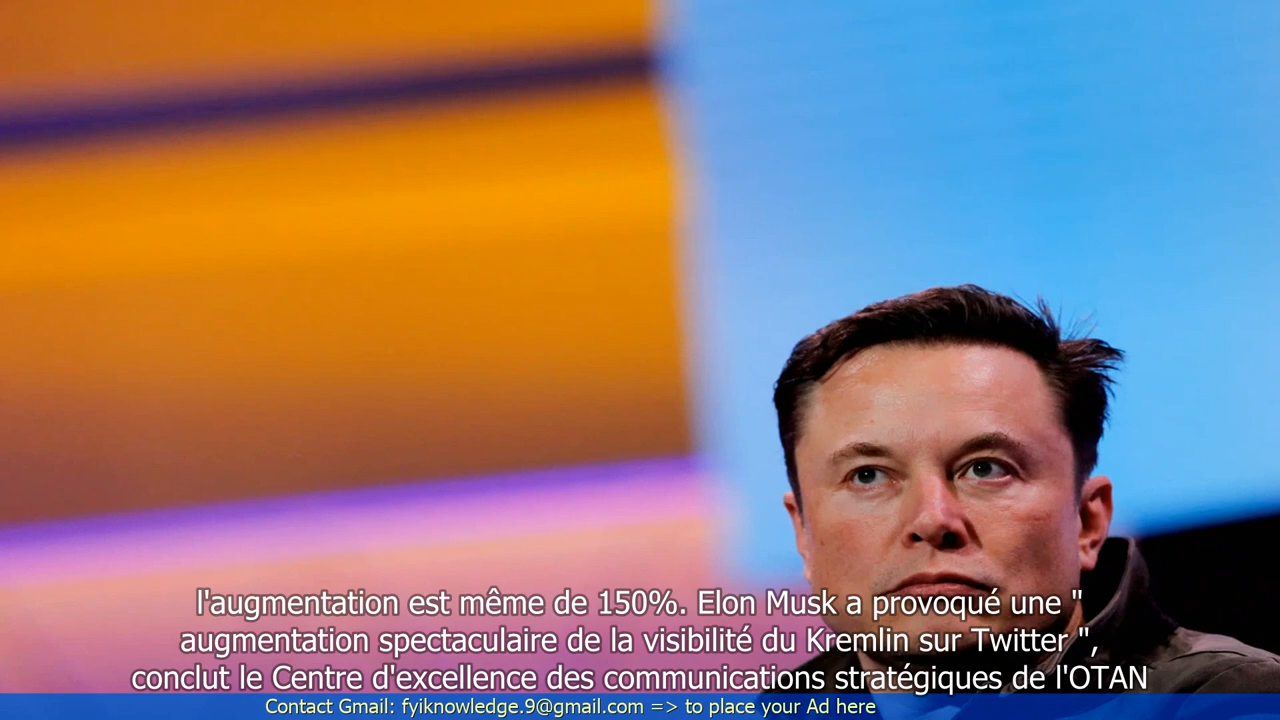 l'augmentation est même de 150%. Elon Musk a provoqué une "
augmentation spectaculaire de la visibilité du Kremlin sur Twitter ",
conclut le Centre d'excellence des communications stratégiques de l'OTAN
Contact Gmail: fyiknowledge.9@gmail.com => to place your Ad here